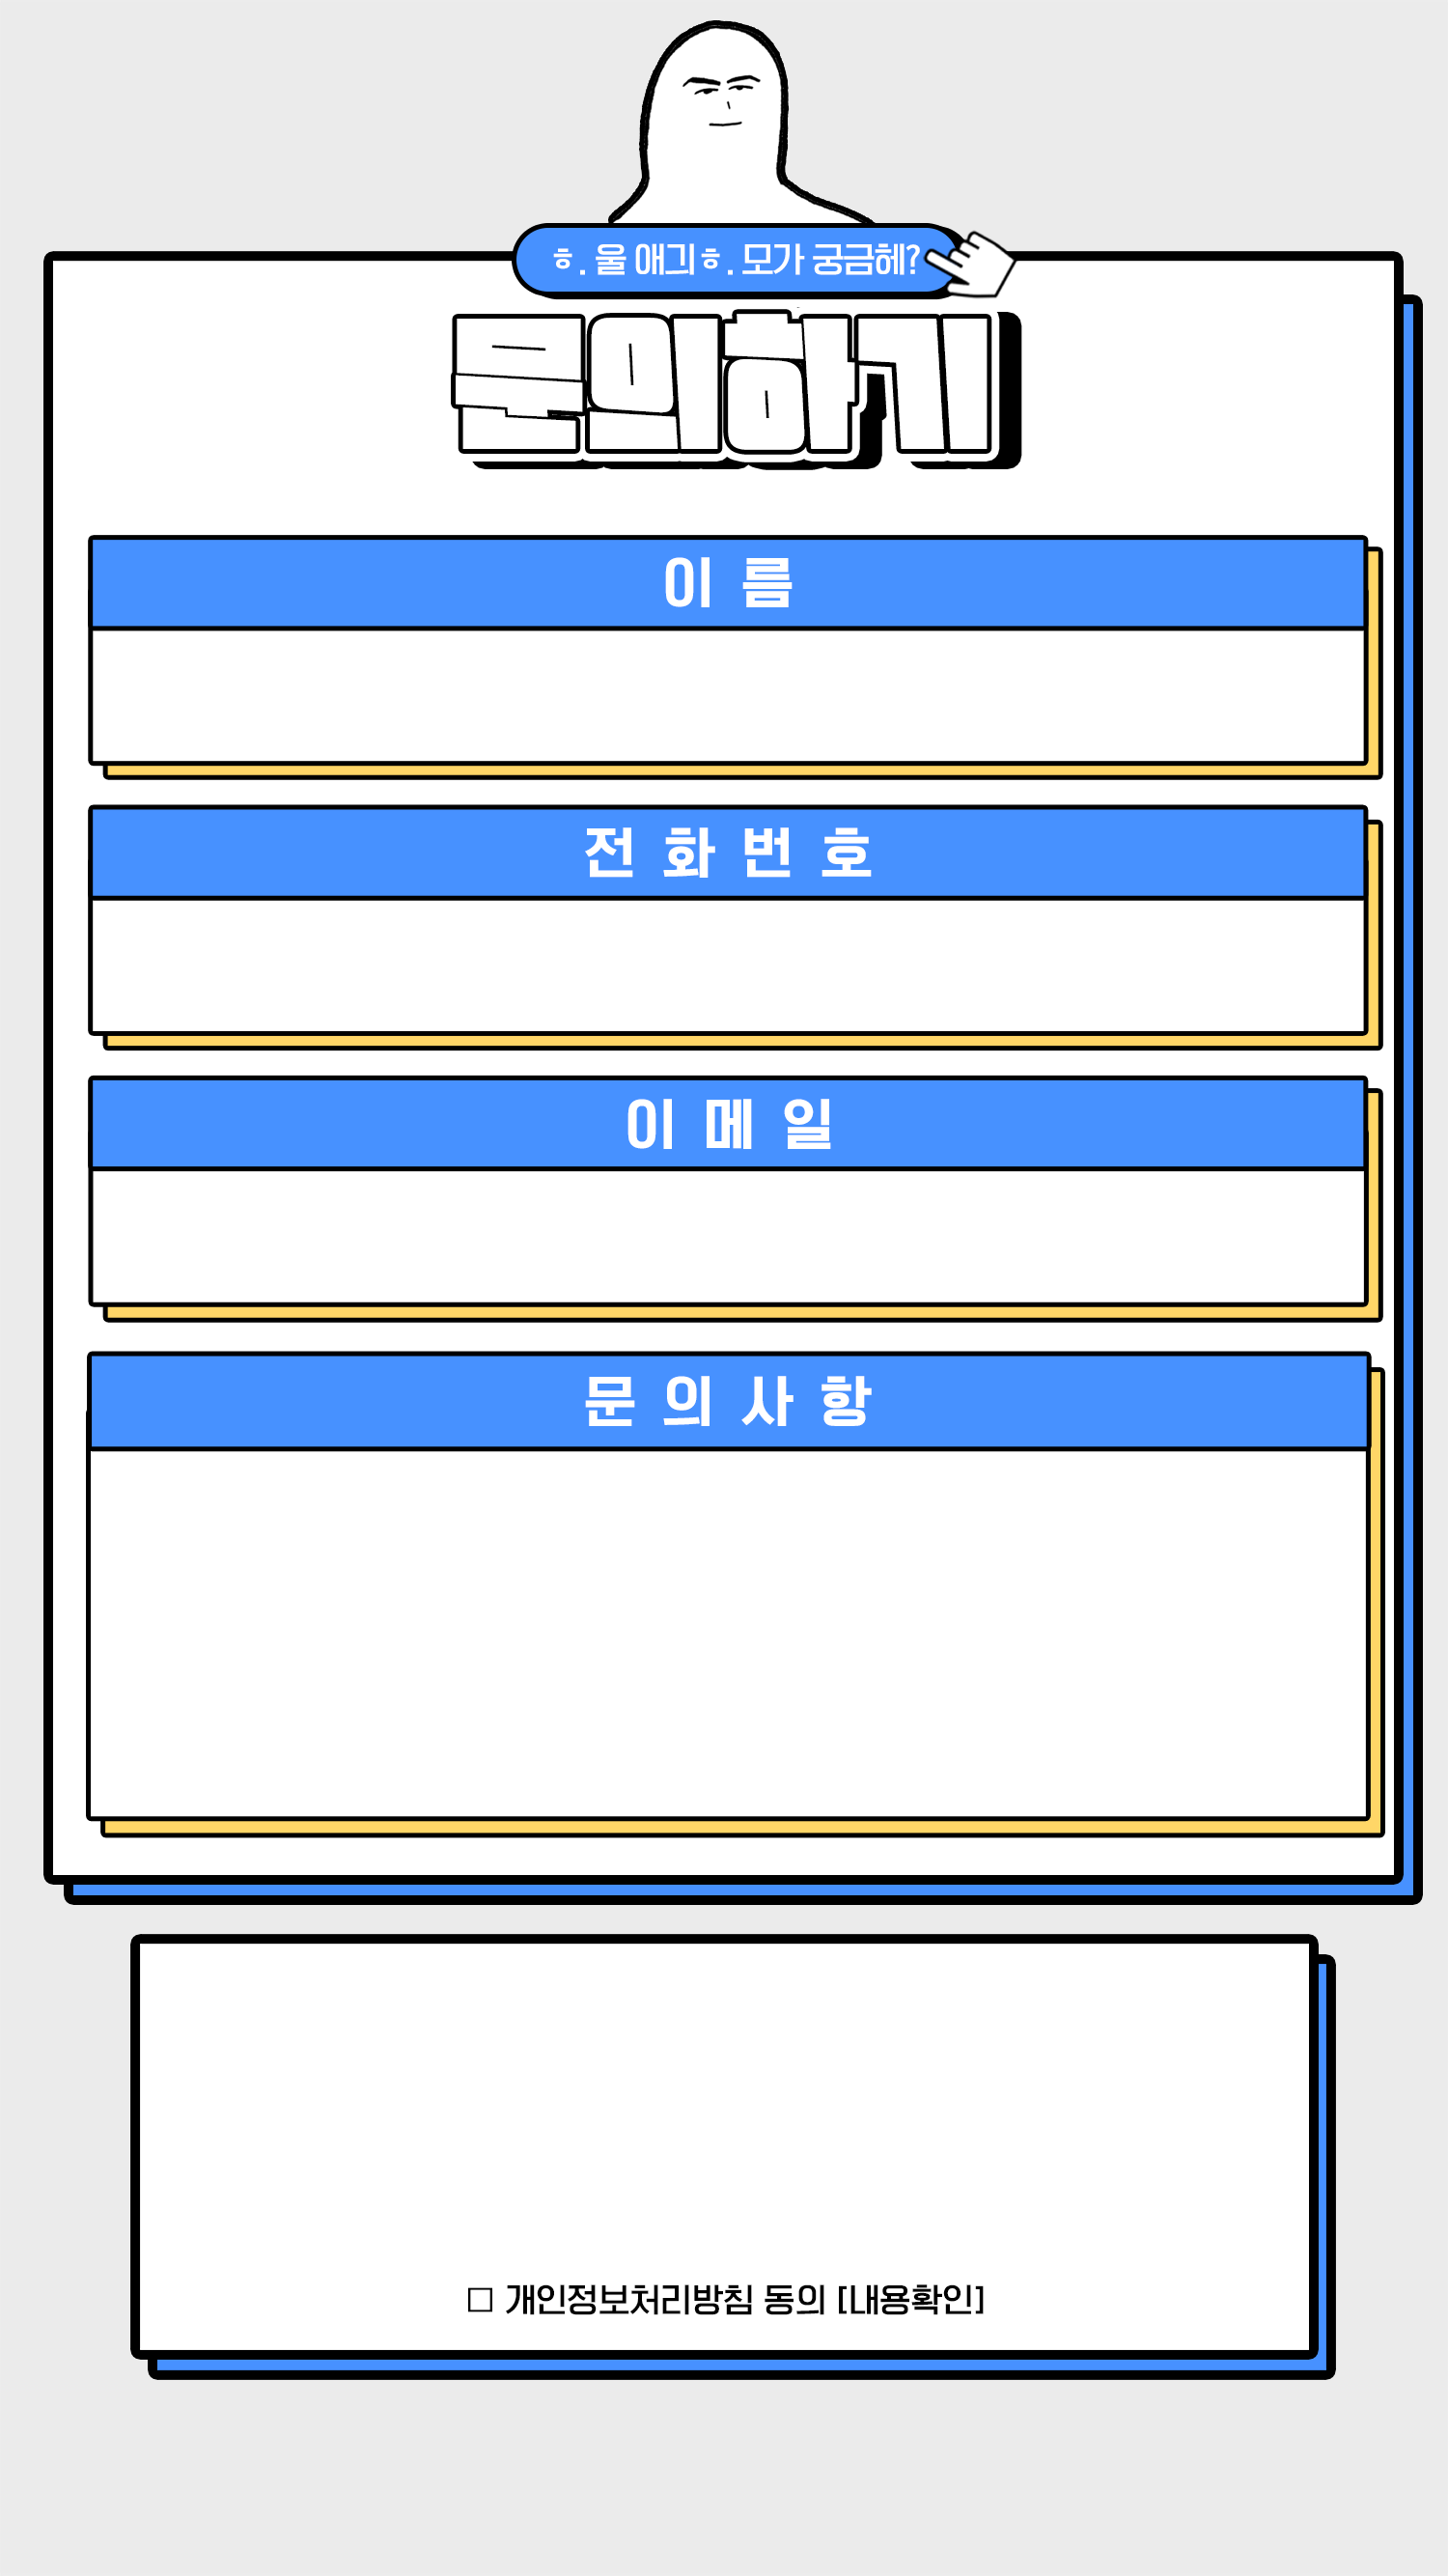 ㅎ. 울 애긔ㅎ. 모가 궁금헤?
문의하기
이 름
전 화 번 호
이 메 일
문 의 사 항
□ 개인정보처리방침 동의 [내용확인]